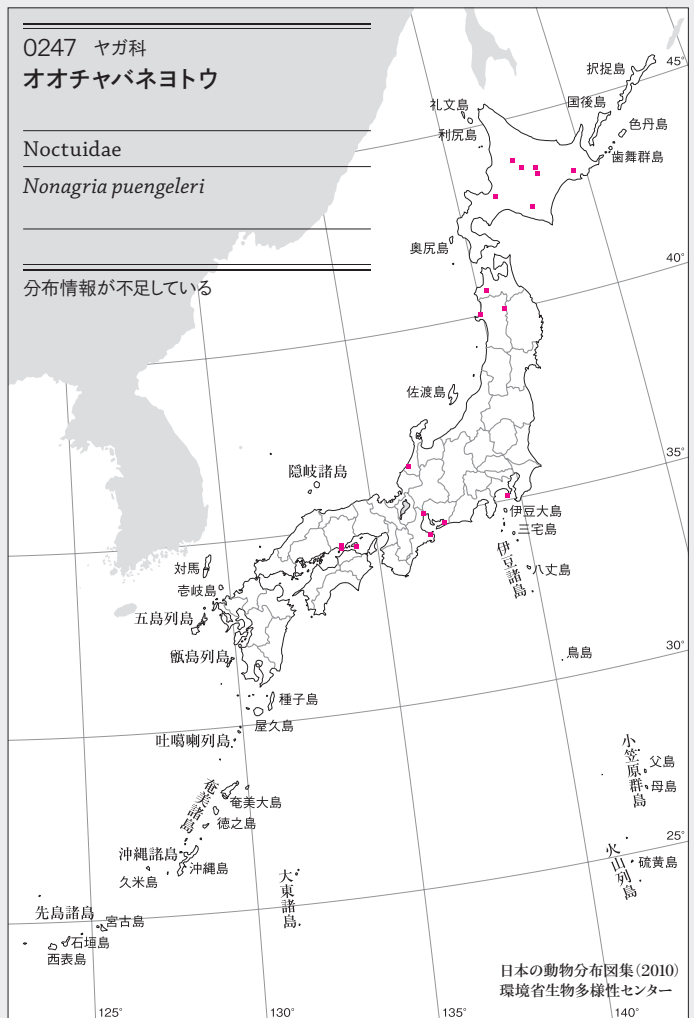 0247 ヤガ科
オオチャバネヨトウ
Noctuidae
Nonagria puengeleri
分布情報が不足している
択捉島
45°
国後島
礼文島
色丹島
利尻島
歯舞群島
奥尻島
40°
佐渡島
35°
隠岐諸島
伊豆大島
三宅島
伊豆諸島
八丈島
対馬
壱岐島
五島列島
甑島列島
鳥島
30°
種子島
屋久島
吐噶喇列島
小笠原群島
父島
母島
奄美諸島
奄美大島
徳之島
25°
沖縄諸島
沖縄島
久米島
大東諸島
火山列島
硫黄島
先島諸島
宮古島
石垣島
西表島
日本の動物分布図集(2010)
環境省生物多様性センター
125°
130°
135°
140°